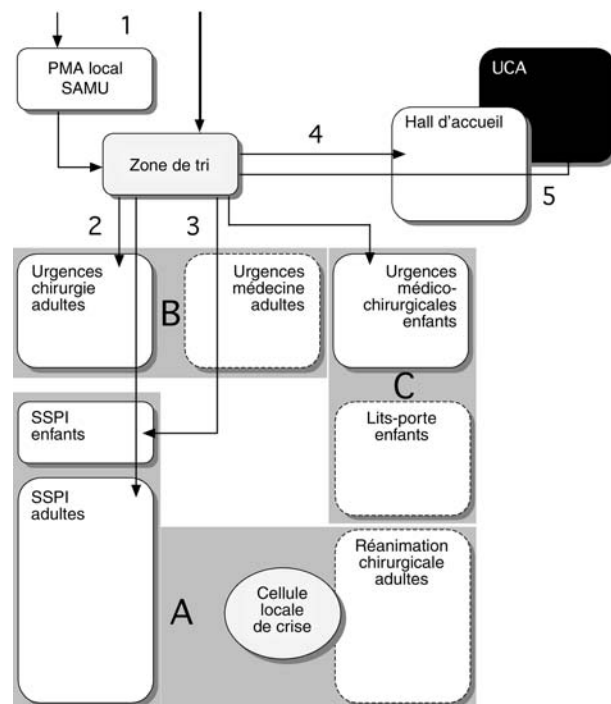 1
PMA local
SAMU
UCA
Hall d'accueil
Zone de tri
4
5
2
3
Urgences
chirurgie
adultes
B
Urgences
médecine
adultes
Urgences
médico-
chirurgicales
enfants
C
SSPI
enfants
Lits-porte
enfants
SSPI
adultes
A
Cellule
locale
de crise
Réanimation
chirurgicale
adultes